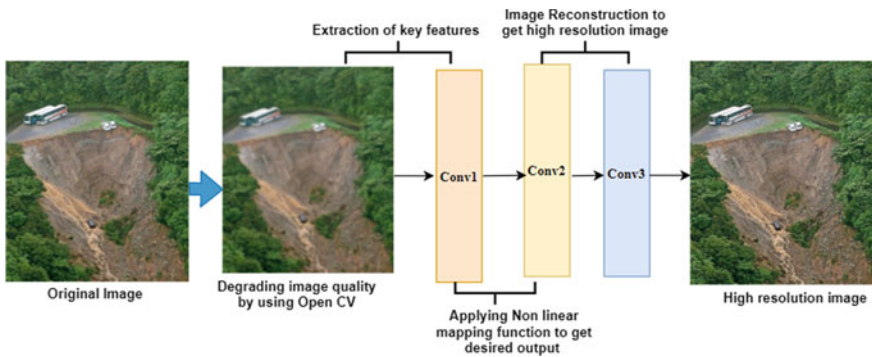 Extraction of key features
Image Reconstruction to
get high resolution image
Conv1
Conv2
Conv3
Original Image
Degrading image quality
by using Open CV
Applying Non linear
mapping function to get
desired output
High resolution image